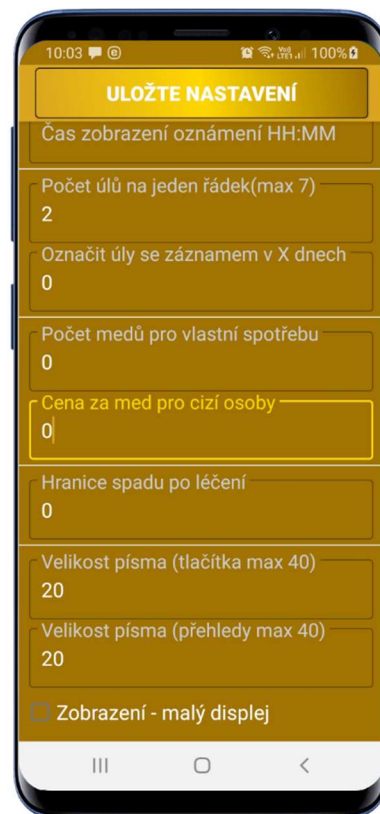 10:03 100%
ULOŽTE NASTAVENÍ
Čas zobrazení oznámení HH:MM
Počet úlů na jeden řádek(max 7)
2
Označit úly se záznamem v X dnech
0
Počet medů pro vlastní spotřebu
0
Cena za med pro cizí osoby
0
Hranice spadu po léčení
0
Velikost písma (tlačítka max 40)
20
Velikost písma (přehledy max 40)
20
Zobrazení - malý displej